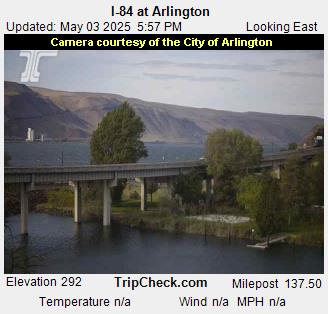 I-84 at Arlington
Updated: May 03 2025 5:57 PM Looking East
Camera courtesy of the City of Arlington
Elevation 292 TripCheck.com Milepost 137.50
Temperature n/a Wind n/a MPH n/a